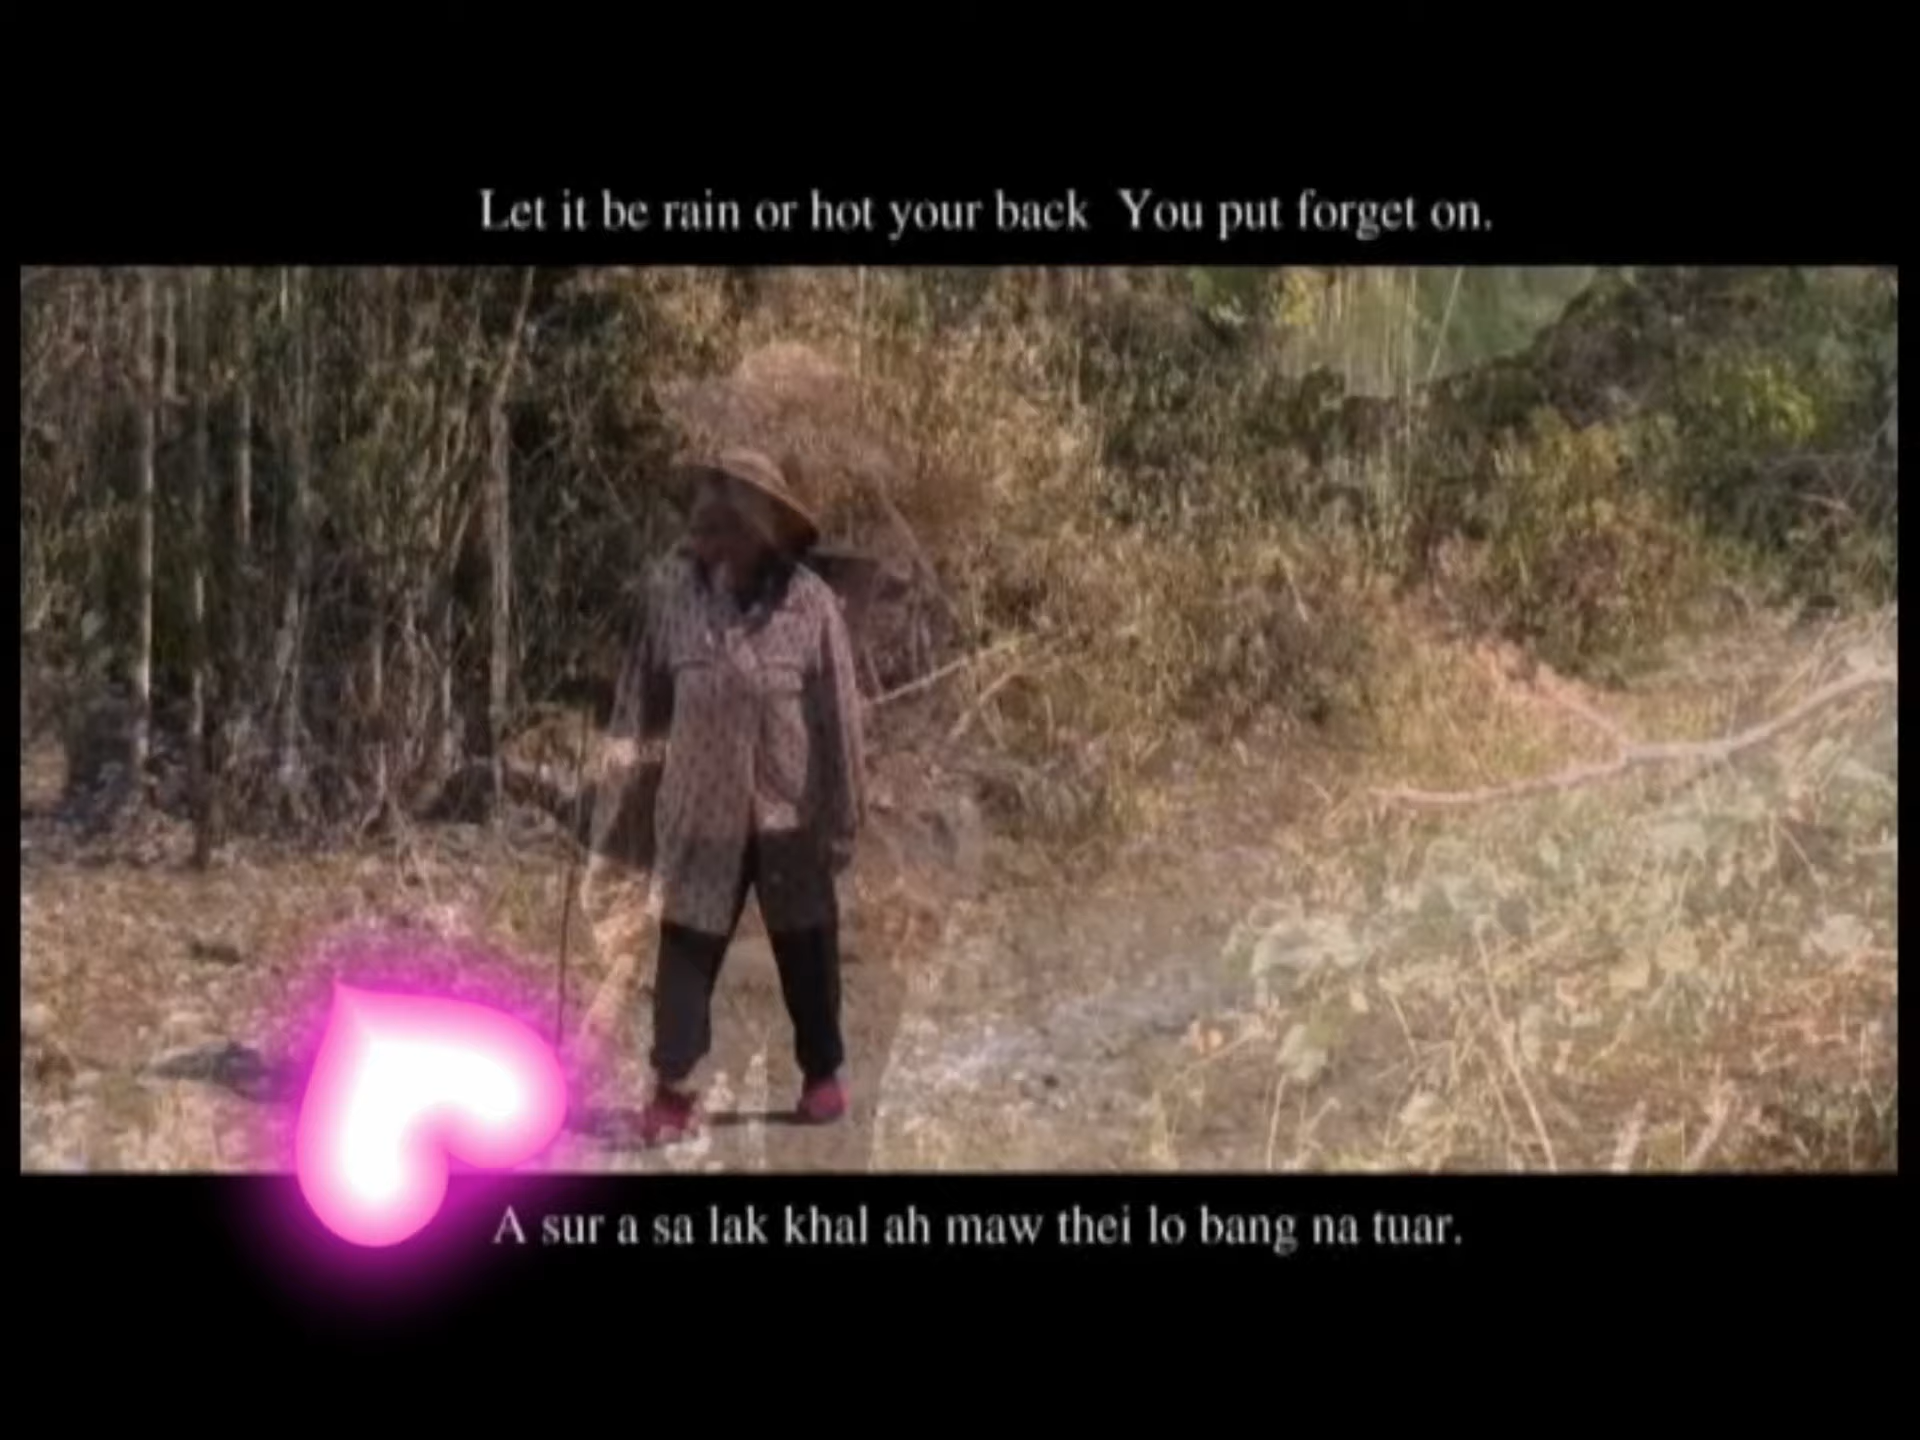 Let it be rain or hot your back  You put forget on.
A sur a sa lak khal ah maw thei lo bang na tuar.